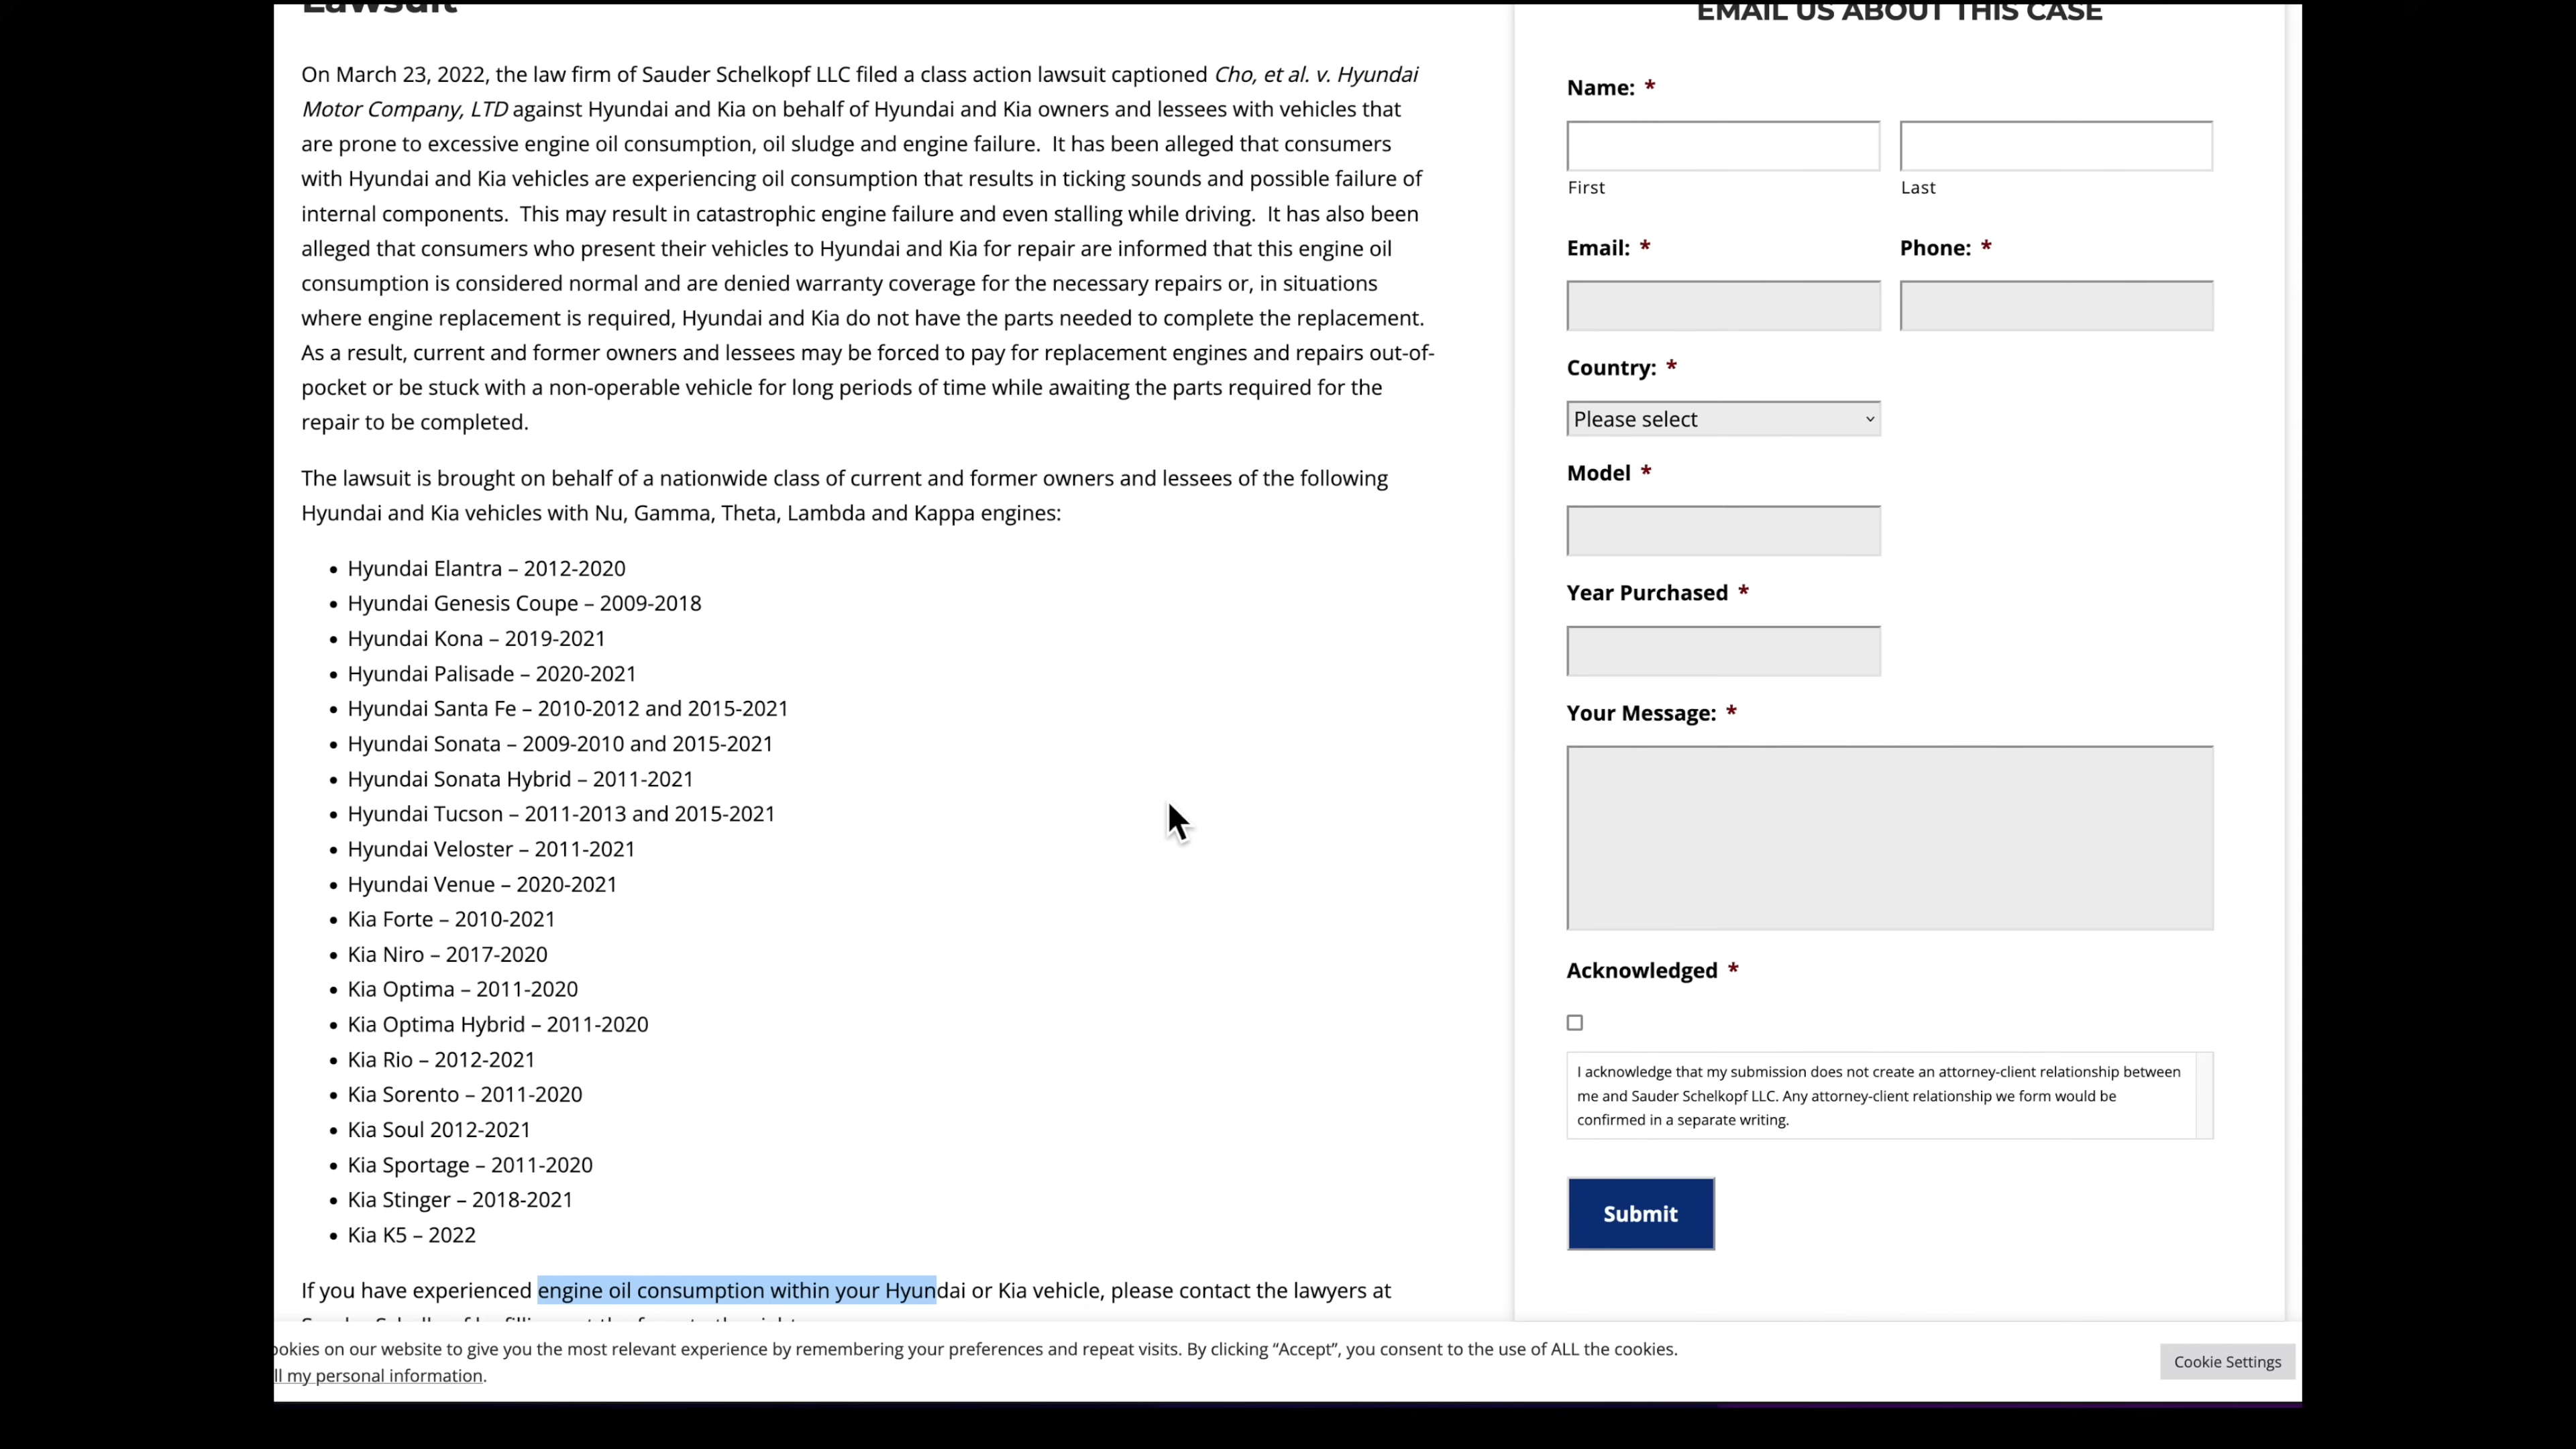 Lawsuit
On March 23, 2022, the law firm of Sauder Schelkopf LLC filed a class action lawsuit captioned Cho, et al. v. Hyundai
Motor Company, LTD against Hyundai and Kia on behalf of Hyundai and Kia owners and lessees with vehicles that
are prone to excessive engine oil consumption, oil sludge and engine failure.  It has been alleged that consumers
with Hyundai and Kia vehicles are experiencing oil consumption that results in ticking sounds and possible failure of
internal components.  This may result in catastrophic engine failure and even stalling while driving.  It has also been
alleged that consumers who present their vehicles to Hyundai and Kia for repair are informed that this engine oil
consumption is considered normal and are denied warranty coverage for the necessary repairs or, in situations
where engine replacement is required, Hyundai and Kia do not have the parts needed to complete the replacement.
As a result, current and former owners and lessees may be forced to pay for replacement engines and repairs out-of-
pocket or be stuck with a non-operable vehicle for long periods of time while awaiting the parts required for the
repair to be completed.
The lawsuit is brought on behalf of a nationwide class of current and former owners and lessees of the following
Hyundai and Kia vehicles with Nu, Gamma, Theta, Lambda and Kappa engines:
• Hyundai Elantra – 2012-2020
• Hyundai Genesis Coupe – 2009-2018
• Hyundai Kona – 2019-2021
• Hyundai Palisade – 2020-2021
• Hyundai Santa Fe – 2010-2012 and 2015-2021
• Hyundai Sonata – 2009-2010 and 2015-2021
• Hyundai Sonata Hybrid – 2011-2021
• Hyundai Tucson – 2011-2013 and 2015-2021
• Hyundai Veloster – 2011-2021
• Hyundai Venue – 2020-2021
• Kia Forte – 2010-2021
• Kia Niro – 2017-2020
• Kia Optima – 2011-2020
• Kia Optima Hybrid – 2011-2020
• Kia Rio – 2012-2021
• Kia Sorento – 2011-2020
• Kia Soul 2012-2021
• Kia Sportage – 2011-2020
• Kia Stinger – 2018-2021
• Kia K5 – 2022
If you have experienced engine oil consumption within your Hyundai or Kia vehicle, please contact the lawyers at
EMAIL US ABOUT THIS CASE
Name: *
First Last
Email: * Phone: *
Country: *
Please select
Model *
Year Purchased *
Your Message: *
Acknowledged *
I acknowledge that my submission does not create an attorney-client relationship between
me and Sauder Schelkopf LLC. Any attorney-client relationship we form would be
confirmed in a separate writing.
Submit
ookies on our website to give you the most relevant experience by remembering your preferences and repeat visits. By clicking “Accept”, you consent to the use of ALL the cookies.
ll my personal information.
Cookie Settings